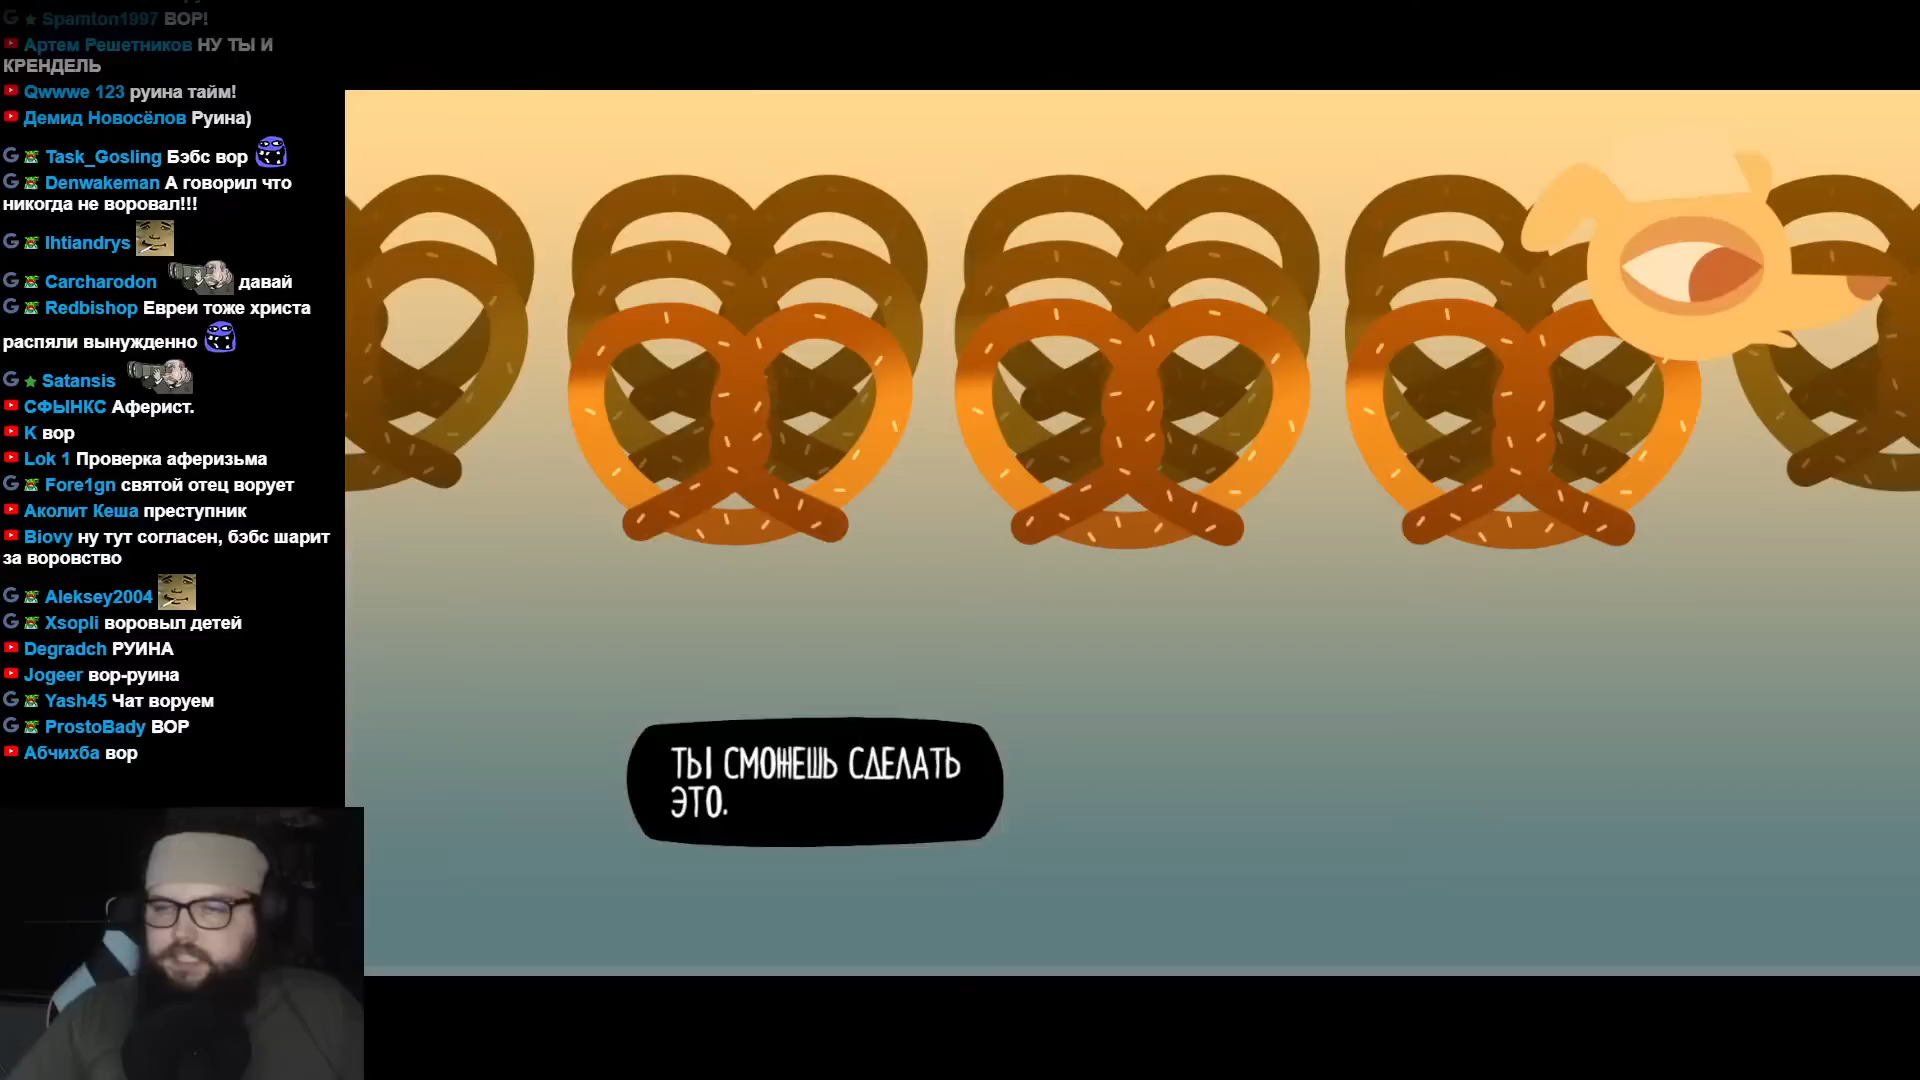 Spamton1997 ВОР!
Артем Решетников НУ ТЫ И
КРЕНДЕЛЬ
Qwwwe 123 руина тайм!
Демид Новосёлов Руина)
Task_Gosling Бэбс вор
Denwakeman А говорил что
никогда не воровал!!!
Ihtiandrys
Carcharodon давай
Redbishop Евреи тоже христа
распяли вынужденно
Satansis
СФЫНКС Аферист.
K вор
Lok 1 Проверка аферизьма
Fore1gn святой отец ворует
Аколит Кеша преступник
Biovy ну тут согласен, бэбс шарит
за воровство
Aleksey2004
Xsopli воровыл детей
Degradch РУИНА
Jogeer вор-руина
Yash45 Чат воруем
ProstoBady ВОР
Абчихба вор
ТЫ СМОЖЕШЬ СДЕЛАТЬ
ЭТО.